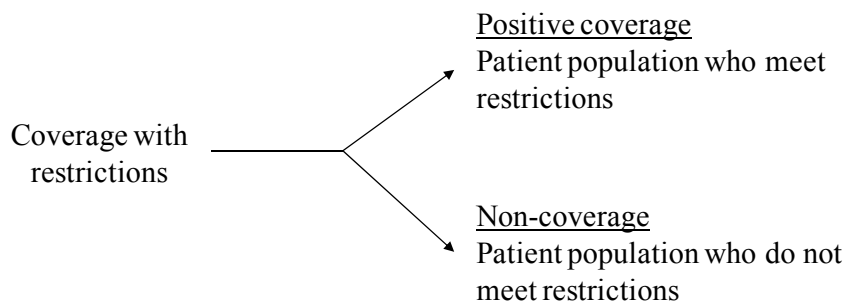 Positive coverage
Patient population who meet
restrictions
Coverage with
restrictions
Non-coverage
Patient population who do not
meet restrictions